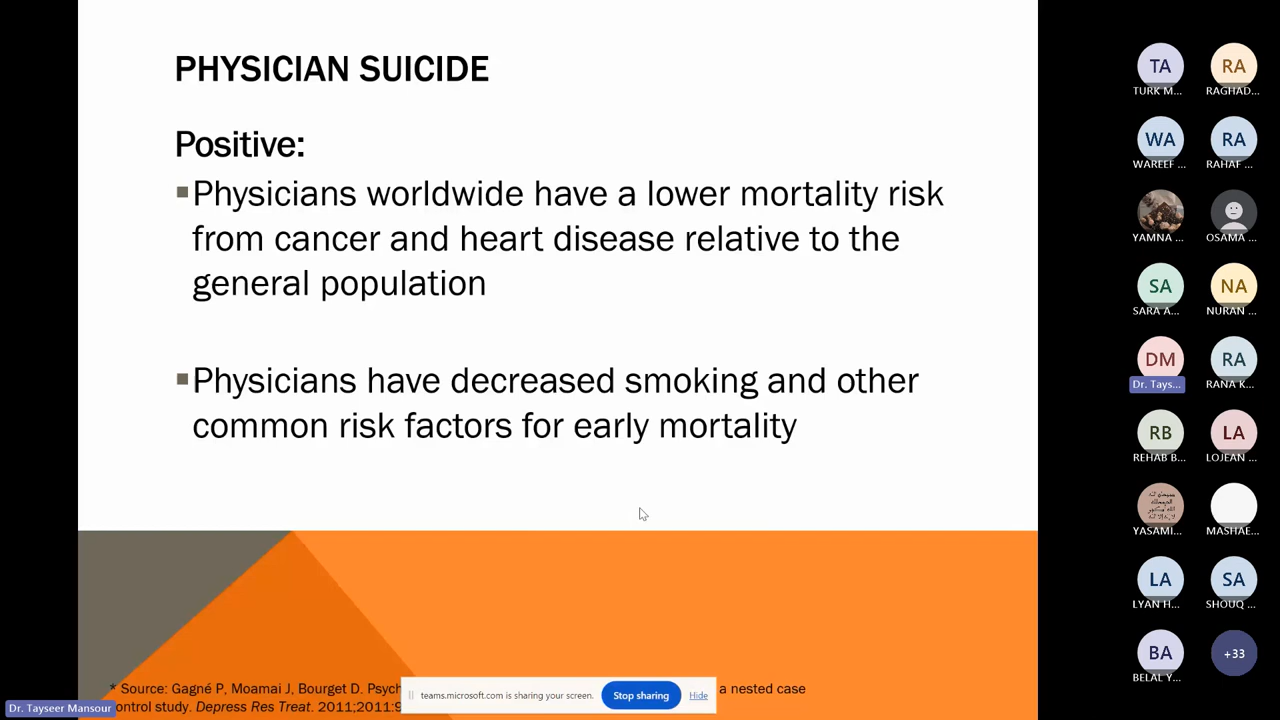 PHYSICIAN SUICIDE
Positive:
Physicians worldwide have a lower mortality risk
from cancer and heart disease relative to the
general population
Physicians have decreased smoking and other
common risk factors for early mortality
* Source: Gagné P, Moamai J, Bourget D. Psych
a nested case
ontrol study. Depress Res Treat. 2011;2011:9
teams.microsoft.com is sharing your screen.
Stop sharing
Hide
Dr. Tayseer Mansour
TA
RA
TURK M...
RAGHAD...
WA
RA
WAREEF ...
RAHAF ...
YAMNA ...
OSAMA ...
SA
NA
SARA A...
NURAN ...
DM
RA
Dr. Tays...
RANA K...
RB
LA
REHAB B...
LOJEAN ...
YASAMI...
MASHAE...
LA
SA
LYAN H...
SHOUQ ...
BA
+33
BELAL Y...